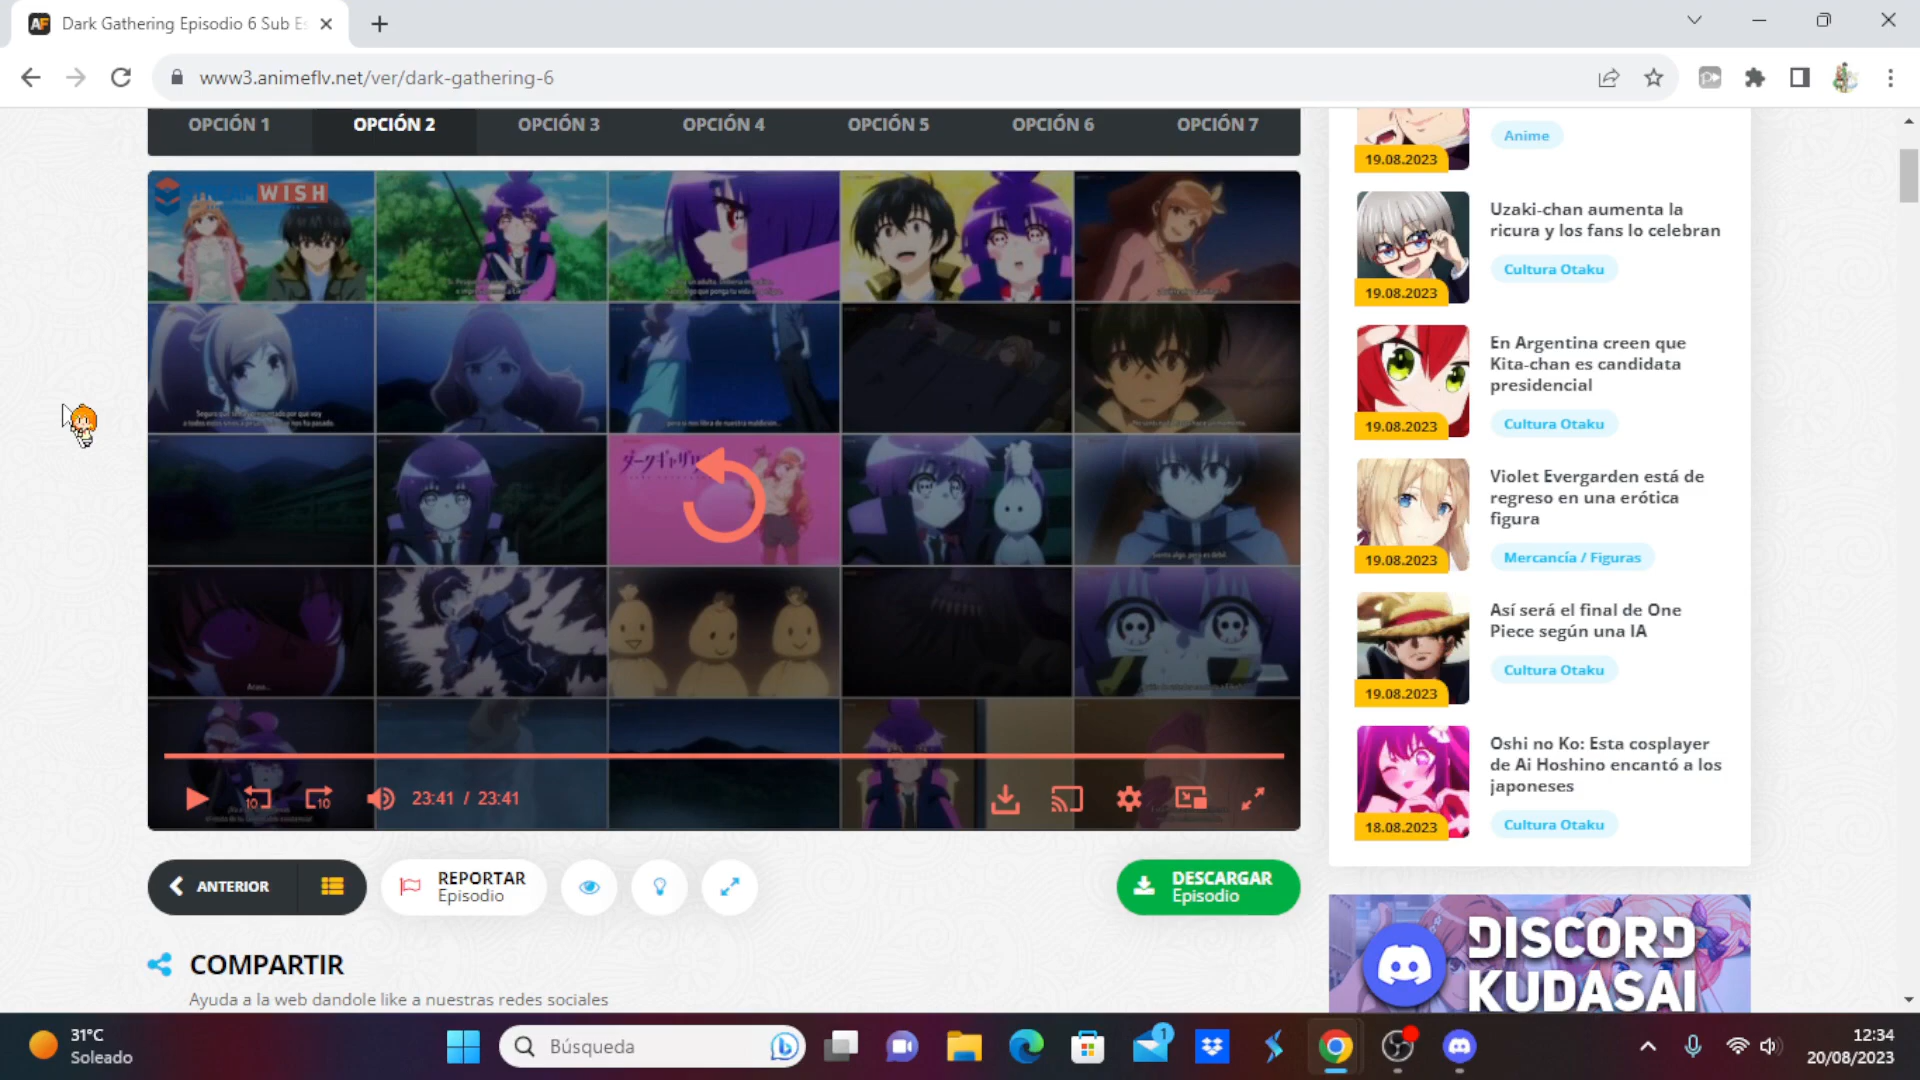 Dark Gathering Episodio 6 Sub Es
www3.animeflv.net/ver/dark-gathering-6
OPCIÓN 1
OPCIÓN 2
OPCIÓN 3
OPCIÓN 4
OPCIÓN 5
OPCIÓN 6
OPCIÓN 7
WISH
23:41 / 23:41
ANTERIOR
REPORTAR
Episodio
DESCARGAR
Episodio
COMPARTIR
Ayuda a la web dandole like a nuestras redes sociales
Anime
19.08.2023
Uzaki-chan aumenta la
ricura y los fans lo celebran
Cultura Otaku
19.08.2023
En Argentina creen que
Kita-chan es candidata
presidencial
Cultura Otaku
19.08.2023
Violet Evergarden está de
regreso en una erótica
figura
Mercancía / Figuras
19.08.2023
Así será el final de One
Piece según una IA
Cultura Otaku
19.08.2023
Oshi no Ko: Esta cosplayer
de Ai Hoshino encantó a los
japoneses
Cultura Otaku
18.08.2023
DISCORD
KUDASAI
31°C
Soleado
Búsqueda
1
12:34
20/08/2023